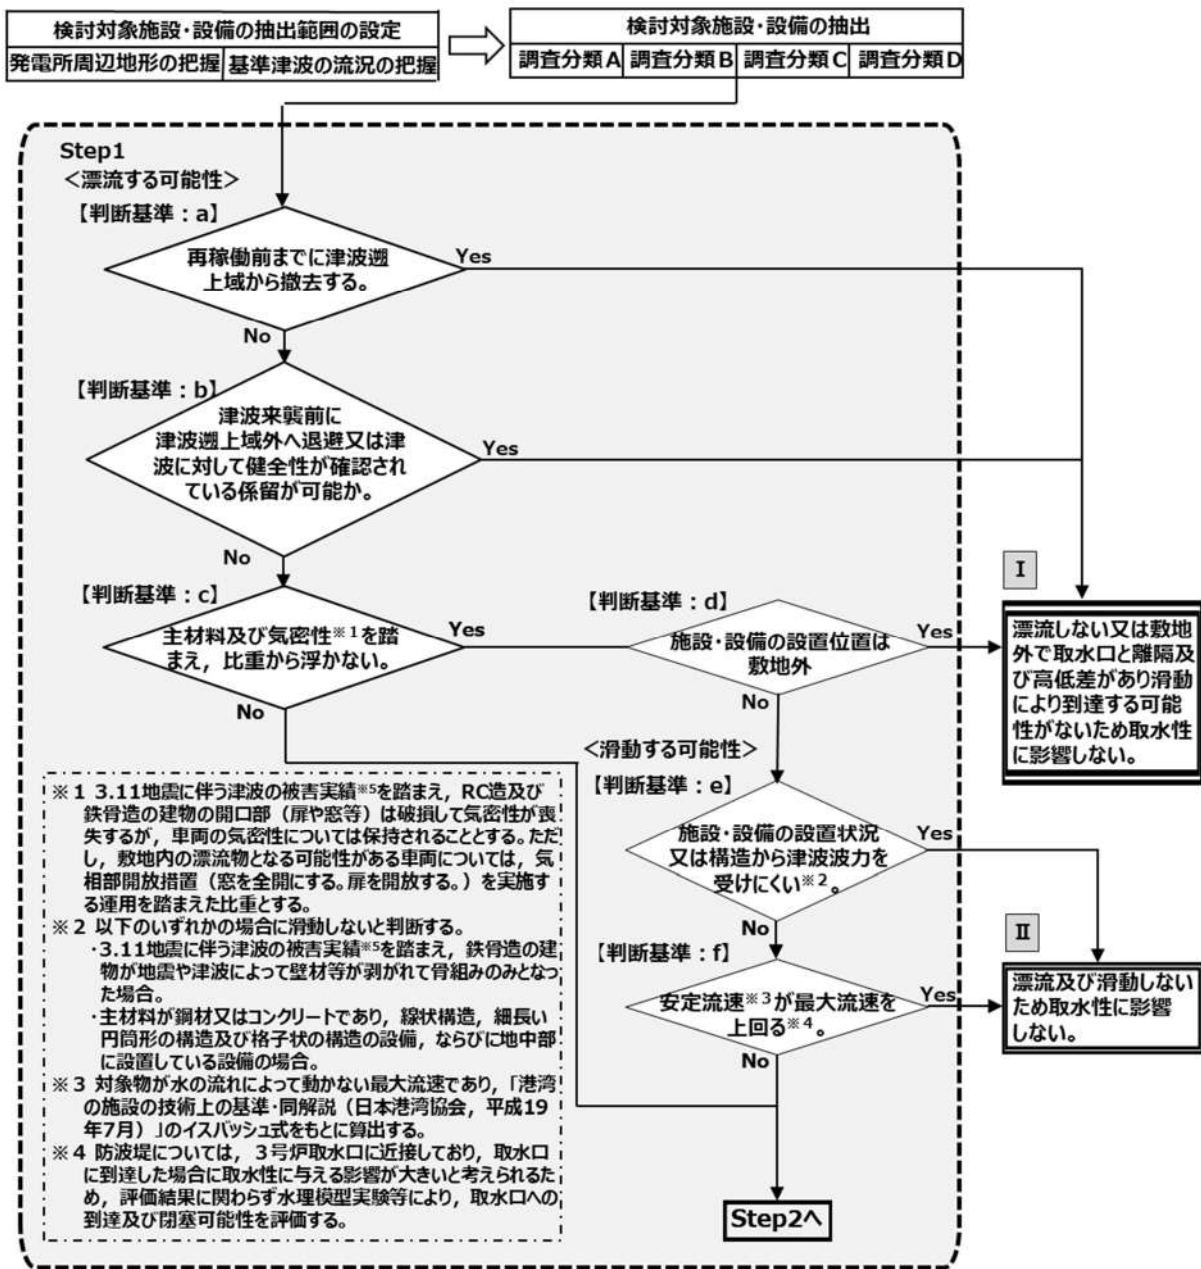 検討対象施設・設備の抽出範囲の設定
発電所周辺地形の把握
基準津波の流況の把握
検討対象施設・設備の抽出
調査分類A
調査分類B
調査分類C
調査分類D
Step1
＜漂流する可能性＞
【判断基準：a】
再稼働前までに津波遡
上域から撤去する。
Yes
No
【判断基準：b】
津波来襲前に
津波遡上域外へ退避又は津
波に対して健全性が確認され
ている係留が可能か。
Yes
No
【判断基準：c】
主材料及び気密性※1を踏
まえ，比重から浮かない。
Yes
No
【判断基準：d】
施設・設備の設置位置は
敷地外
Yes
No
Ⅰ
漂流しない又は敷地
外で取水口と離隔及
び高低差があり滑動
により到達する可能
性がないため取水性
に影響しない。
＜滑動する可能性＞
【判断基準：e】
施設・設備の設置状況
又は構造から津波波力を
受けにくい※2。
Yes
No
【判断基準：f】
安定流速※3が最大流速を
上回る※4。
Yes
No
Ⅱ
漂流及び滑動しない
ため取水性に影響
しない。
Step2へ
※１ 3.11地震に伴う津波の被害実績※5を踏まえ，RC造及び
鉄骨造の建物の開口部（扉や窓等）は破損して気密性が喪
失するが，車両の気密性については保持されることとする。ただ
し，敷地内の漂流物となる可能性がある車両については，気
相部開放措置（窓を全開にする。扉を開放する。）を実施す
る運用を踏まえた比重とする。
※２ 以下のいずれかの場合に滑動しないと判断する。
・3.11地震に伴う津波の被害実績※5を踏まえ，鉄骨造の建
物が地震や津波によって壁材等が剥がれて骨組みのみとなっ
た場合。
・主材料が鋼材又はコンクリートであり，線状構造，細長い
円筒形の構造及び格子状の構造の設備，ならびに地中部
に設置している設備の場合。
※３ 対象物が水の流れによって動かない最大流速であり，「港湾
の施設の技術上の基準・同解説（日本港湾協会，平成19
年7月）」のイスバッシュ式をもとに算出する。
※４ 防波堤については，３号炉取水口に近接しており，取水口
に到達した場合に取水性に与える影響が大きいと考えられるた
め，評価結果に関わらず水理模型実験等により，取水口への
到達及び閉塞可能性を評価する。